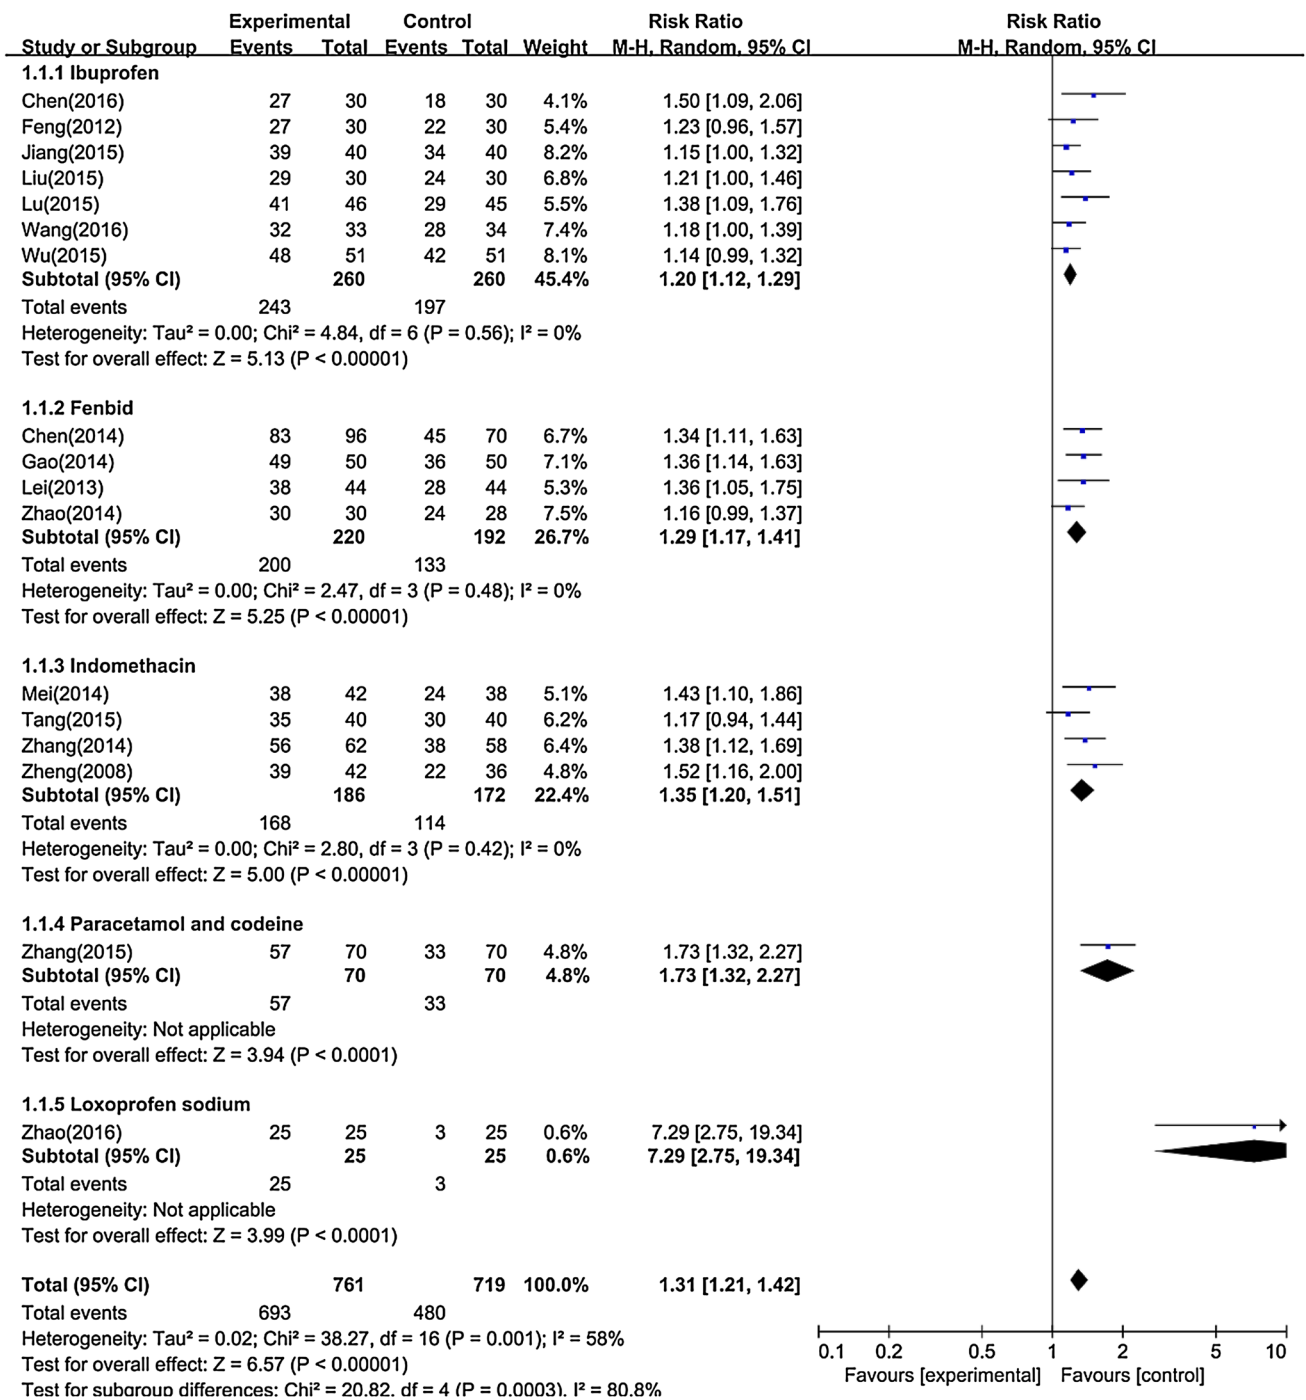 Experimental Control Risk Ratio Risk Ratio
Study or Subgroup Events Total Events Total Weight M-H, Random, 95% CI M-H, Random, 95% CI
1.1.1 Ibuprofen
Chen(2016) 27 30 18 30 4.1% 1.50 [1.09, 2.06]
Feng(2012) 27 30 22 30 5.4% 1.23 [0.96, 1.57]
Jiang(2015) 39 40 34 40 8.2% 1.15 [1.00, 1.32]
Liu(2015) 29 30 24 30 6.8% 1.21 [1.00, 1.46]
Lu(2015) 41 46 29 45 5.5% 1.38 [1.09, 1.76]
Wang(2016) 32 33 28 34 7.4% 1.18 [1.00, 1.39]
Wu(2015) 48 51 42 51 8.1% 1.14 [0.99, 1.32]
Subtotal (95% CI) 260 260 45.4% 1.20 [1.12, 1.29]
Total events 243 197
Heterogeneity: Tau² = 0.00; Chi² = 4.84, df = 6 (P = 0.56); I² = 0%
Test for overall effect: Z = 5.13 (P < 0.00001)
1.1.2 Fenbid
Chen(2014) 83 96 45 70 6.7% 1.34 [1.11, 1.63]
Gao(2014) 49 50 36 50 7.1% 1.36 [1.14, 1.63]
Lei(2013) 38 44 28 44 5.3% 1.36 [1.05, 1.75]
Zhao(2014) 30 30 24 28 7.5% 1.16 [0.99, 1.37]
Subtotal (95% CI) 220 192 26.7% 1.29 [1.17, 1.41]
Total events 200 133
Heterogeneity: Tau² = 0.00; Chi² = 2.47, df = 3 (P = 0.48); I² = 0%
Test for overall effect: Z = 5.25 (P < 0.00001)
1.1.3 Indomethacin
Mei(2014) 38 42 24 38 5.1% 1.43 [1.10, 1.86]
Tang(2015) 35 40 30 40 6.2% 1.17 [0.94, 1.44]
Zhang(2014) 56 62 38 58 6.4% 1.38 [1.12, 1.69]
Zheng(2008) 39 42 22 36 4.8% 1.52 [1.16, 2.00]
Subtotal (95% CI) 186 172 22.4% 1.35 [1.20, 1.51]
Total events 168 114
Heterogeneity: Tau² = 0.00; Chi² = 2.80, df = 3 (P = 0.42); I² = 0%
Test for overall effect: Z = 5.00 (P < 0.00001)
1.1.4 Paracetamol and codeine
Zhang(2015) 57 70 33 70 4.8% 1.73 [1.32, 2.27]
Subtotal (95% CI) 70 70 4.8% 1.73 [1.32, 2.27]
Total events 57 33
Heterogeneity: Not applicable
Test for overall effect: Z = 3.94 (P < 0.0001)
1.1.5 Loxoprofen sodium
Zhao(2016) 25 25 3 25 0.6% 7.29 [2.75, 19.34]
Subtotal (95% CI) 25 25 0.6% 7.29 [2.75, 19.34]
Total events 25 3
Heterogeneity: Not applicable
Test for overall effect: Z = 3.99 (P < 0.0001)
Total (95% CI) 761 719 100.0% 1.31 [1.21, 1.42]
Total events 693 480
Heterogeneity: Tau² = 0.02; Chi² = 38.27, df = 16 (P = 0.001); I² = 58%
Test for overall effect: Z = 6.57 (P < 0.00001)
Test for subgroup differences: Chi² = 20.82, df = 4 (P = 0.0003), I² = 80.8%
0.1 0.2 0.5 1 2 5 10
Favours [experimental] Favours [control]